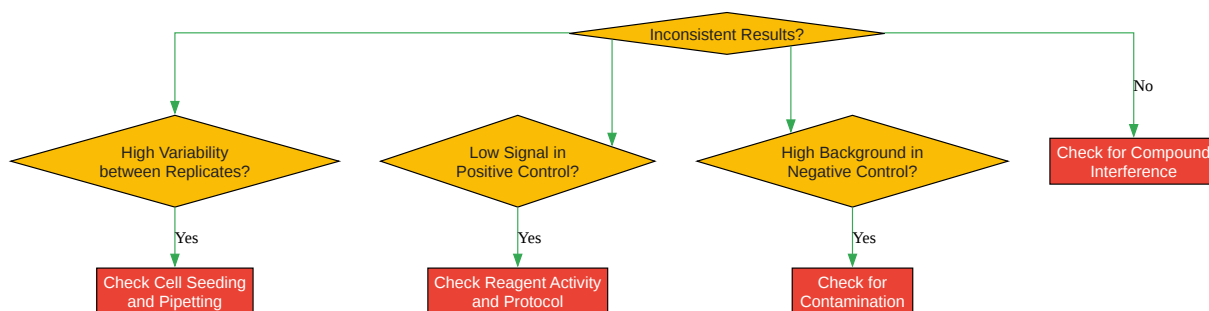 Inconsistent Results?
No
High Variability
between Replicates?
Low Signal in
Positive Control?
High Background in
Negative Control?
Check for Compound
Interference
Yes
Yes
Yes
Check Cell Seeding
and Pipetting
Check Reagent Activity
and Protocol
Check for
Contamination